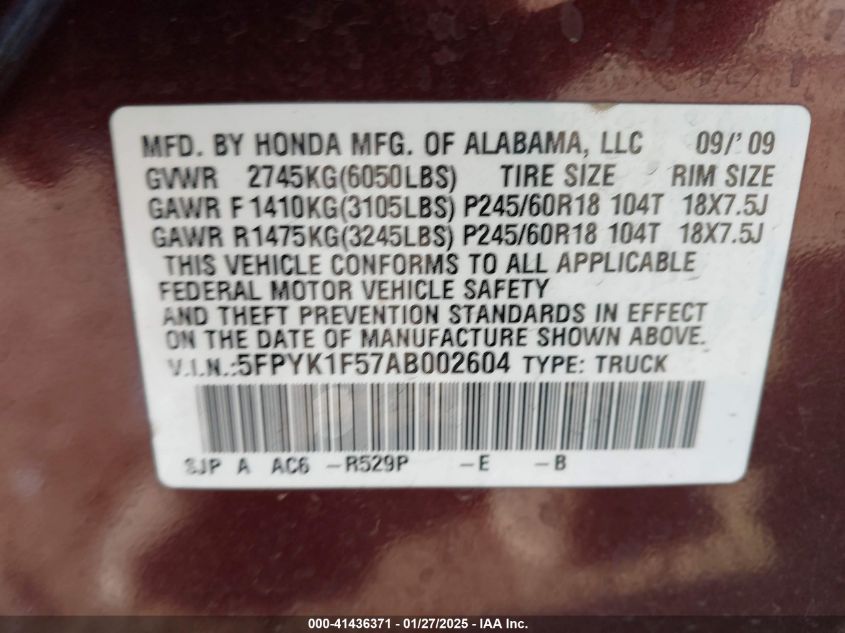 MFD. BY HONDA MFG. OF ALABAMA, LLC 09/'09
GVWR 2745KG(6050LBS) TIRE SIZE RIM SIZE
GAWR F1410KG(3105LBS) P245/60R18 104T 18X7.5J
GAWR R1475KG(3245LBS) P245/60R18 104T 18X7.5J
THIS VEHICLE CONFORMS TO ALL APPLICABLE
FEDERAL MOTOR VEHICLE SAFETY
AND THEFT PREVENTION STANDARDS IN EFFECT
ON THE DATE OF MANUFACTURE SHOWN ABOVE.
V.I.N.:5FPYK1F57AB002604 TYPE: TRUCK
SJP A AC6 -R529P -E -B
000-41436371 | 01/27/2025 | IAA Inc.